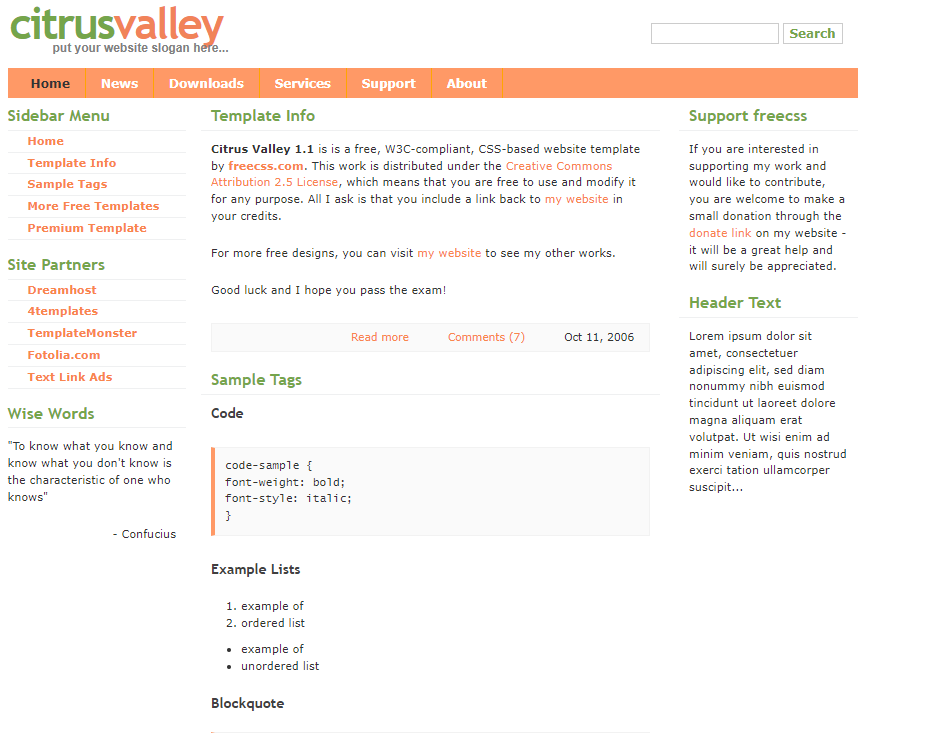 citrusvalley
put your website slogan here...
Search
Home News Downloads Services Support About
Sidebar Menu
Home
Template Info
Sample Tags
More Free Templates
Premium Template
Site Partners
Dreamhost
4templates
TemplateMonster
Fotolia.com
Text Link Ads
Wise Words
"To know what you know and
know what you don't know is
the characteristic of one who
knows"
- Confucius
Template Info
Citrus Valley 1.1 is is a free, W3C-compliant, CSS-based website template
by freecss.com. This work is distributed under the Creative Commons
Attribution 2.5 License, which means that you are free to use and modify it
for any purpose. All I ask is that you include a link back to my website in
your credits.
For more free designs, you can visit my website to see my other works.
Good luck and I hope you pass the exam!
Read more Comments (7) Oct 11, 2006
Sample Tags
Code
code-sample {
font-weight: bold;
font-style: italic;
}
Example Lists
1. example of
2. ordered list
• example of
• unordered list
Blockquote
Support freecss
If you are interested in
supporting my work and
would like to contribute,
you are welcome to make a
small donation through the
donate link on my website -
it will be a great help and
will surely be appreciated.
Header Text
Lorem ipsum dolor sit
amet, consectetuer
adipiscing elit, sed diam
nonummy nibh euismod
tincidunt ut laoreet dolore
magna aliquam erat
volutpat. Ut wisi enim ad
minim veniam, quis nostrud
exerci tation ullamcorper
suscipit...